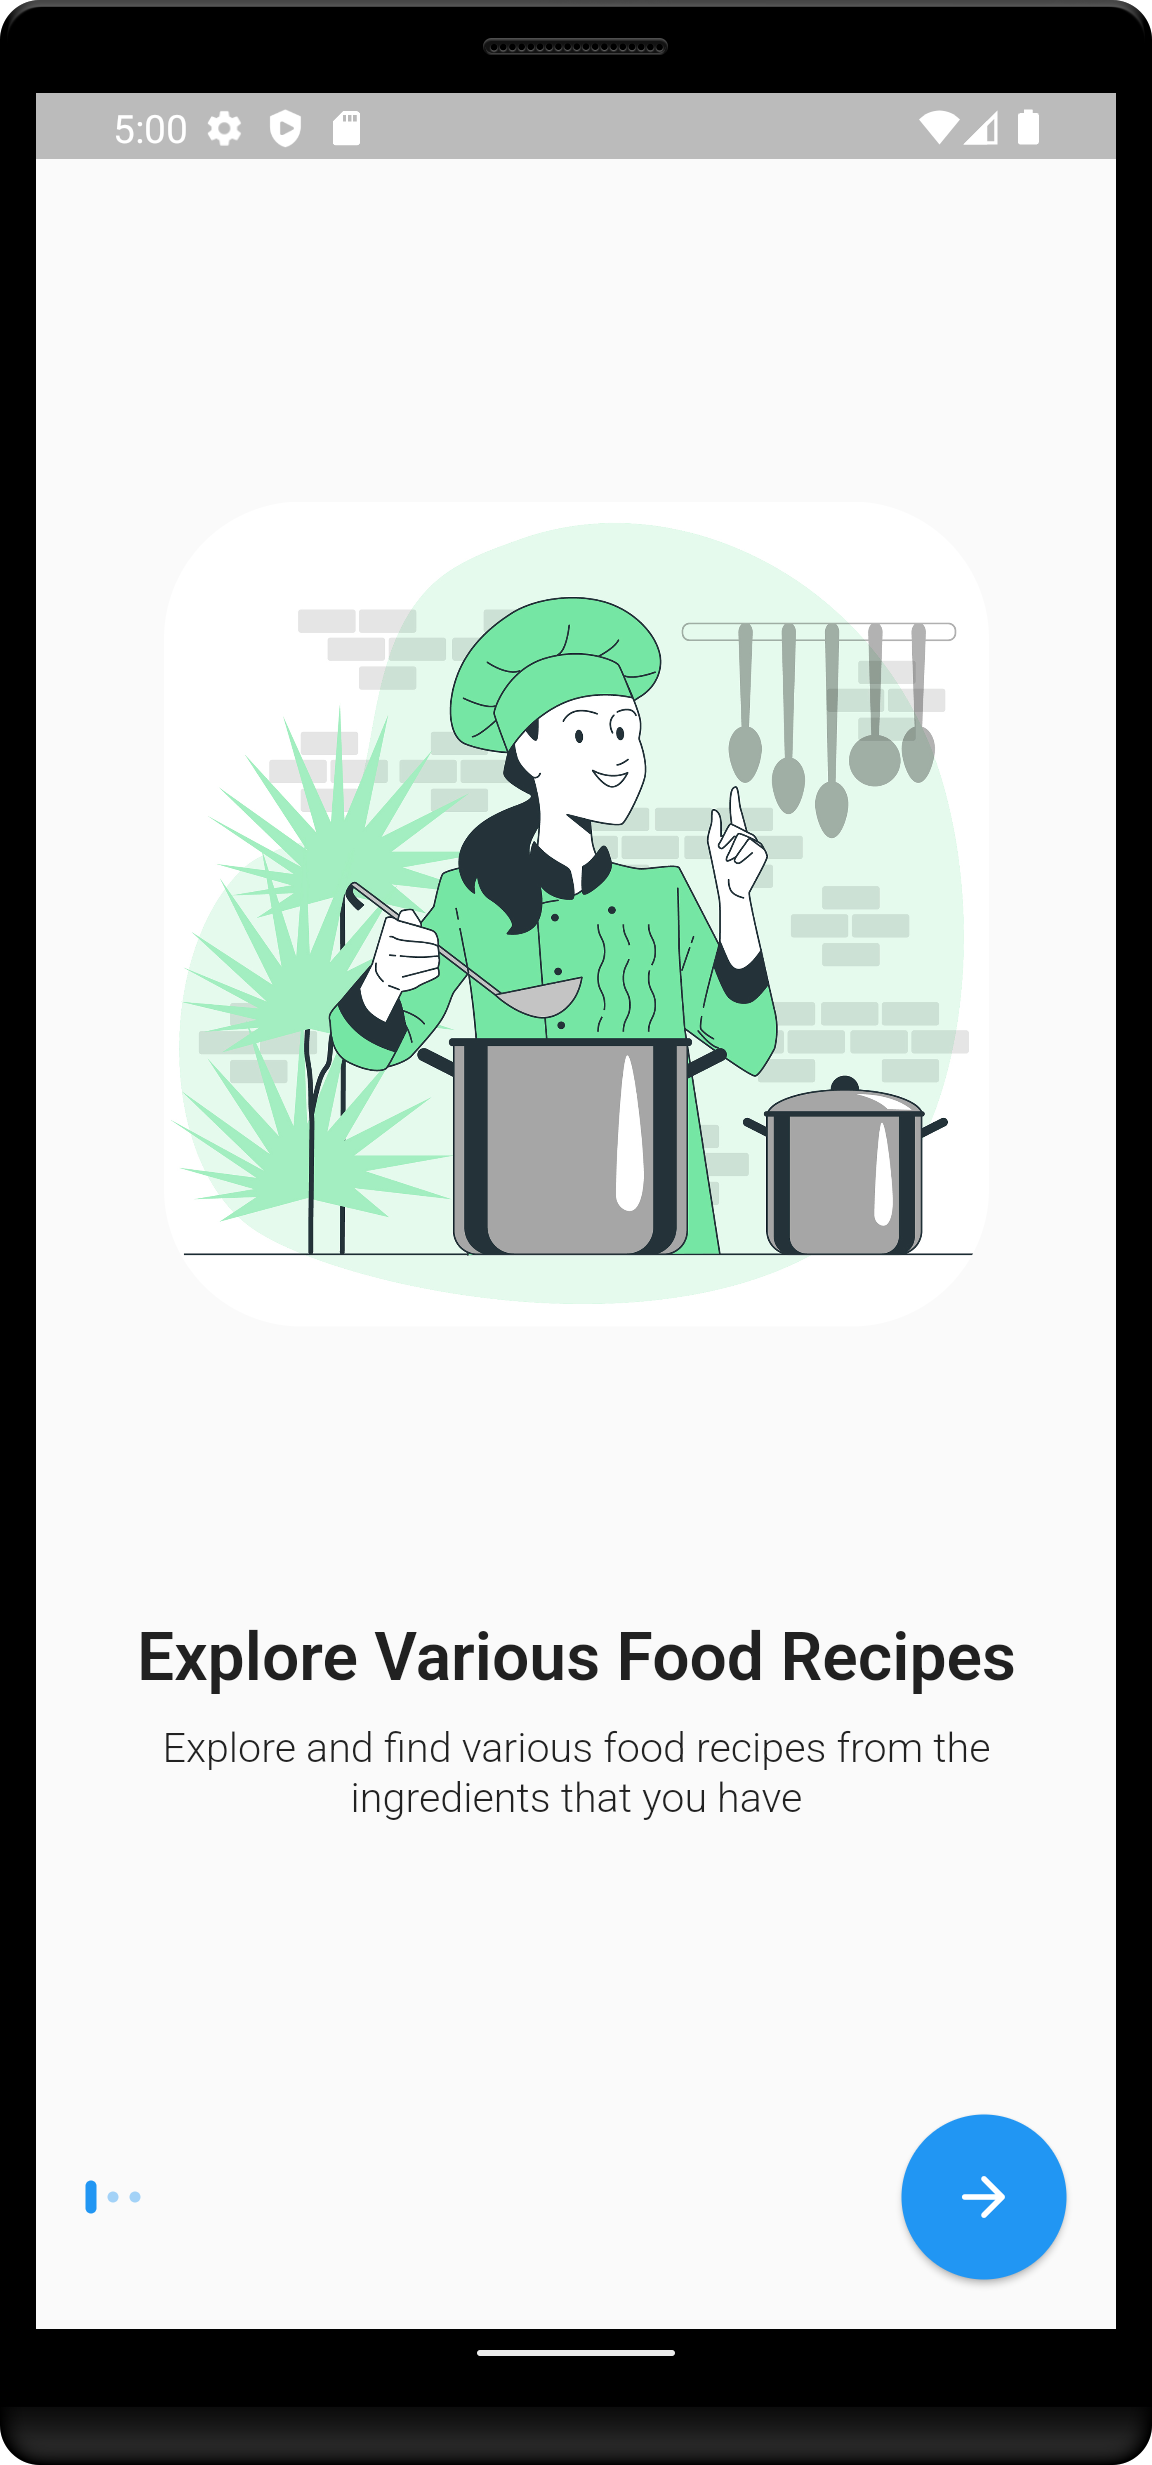 5:00
Explore Various Food Recipes
Explore and find various food recipes from the
ingredients that you have